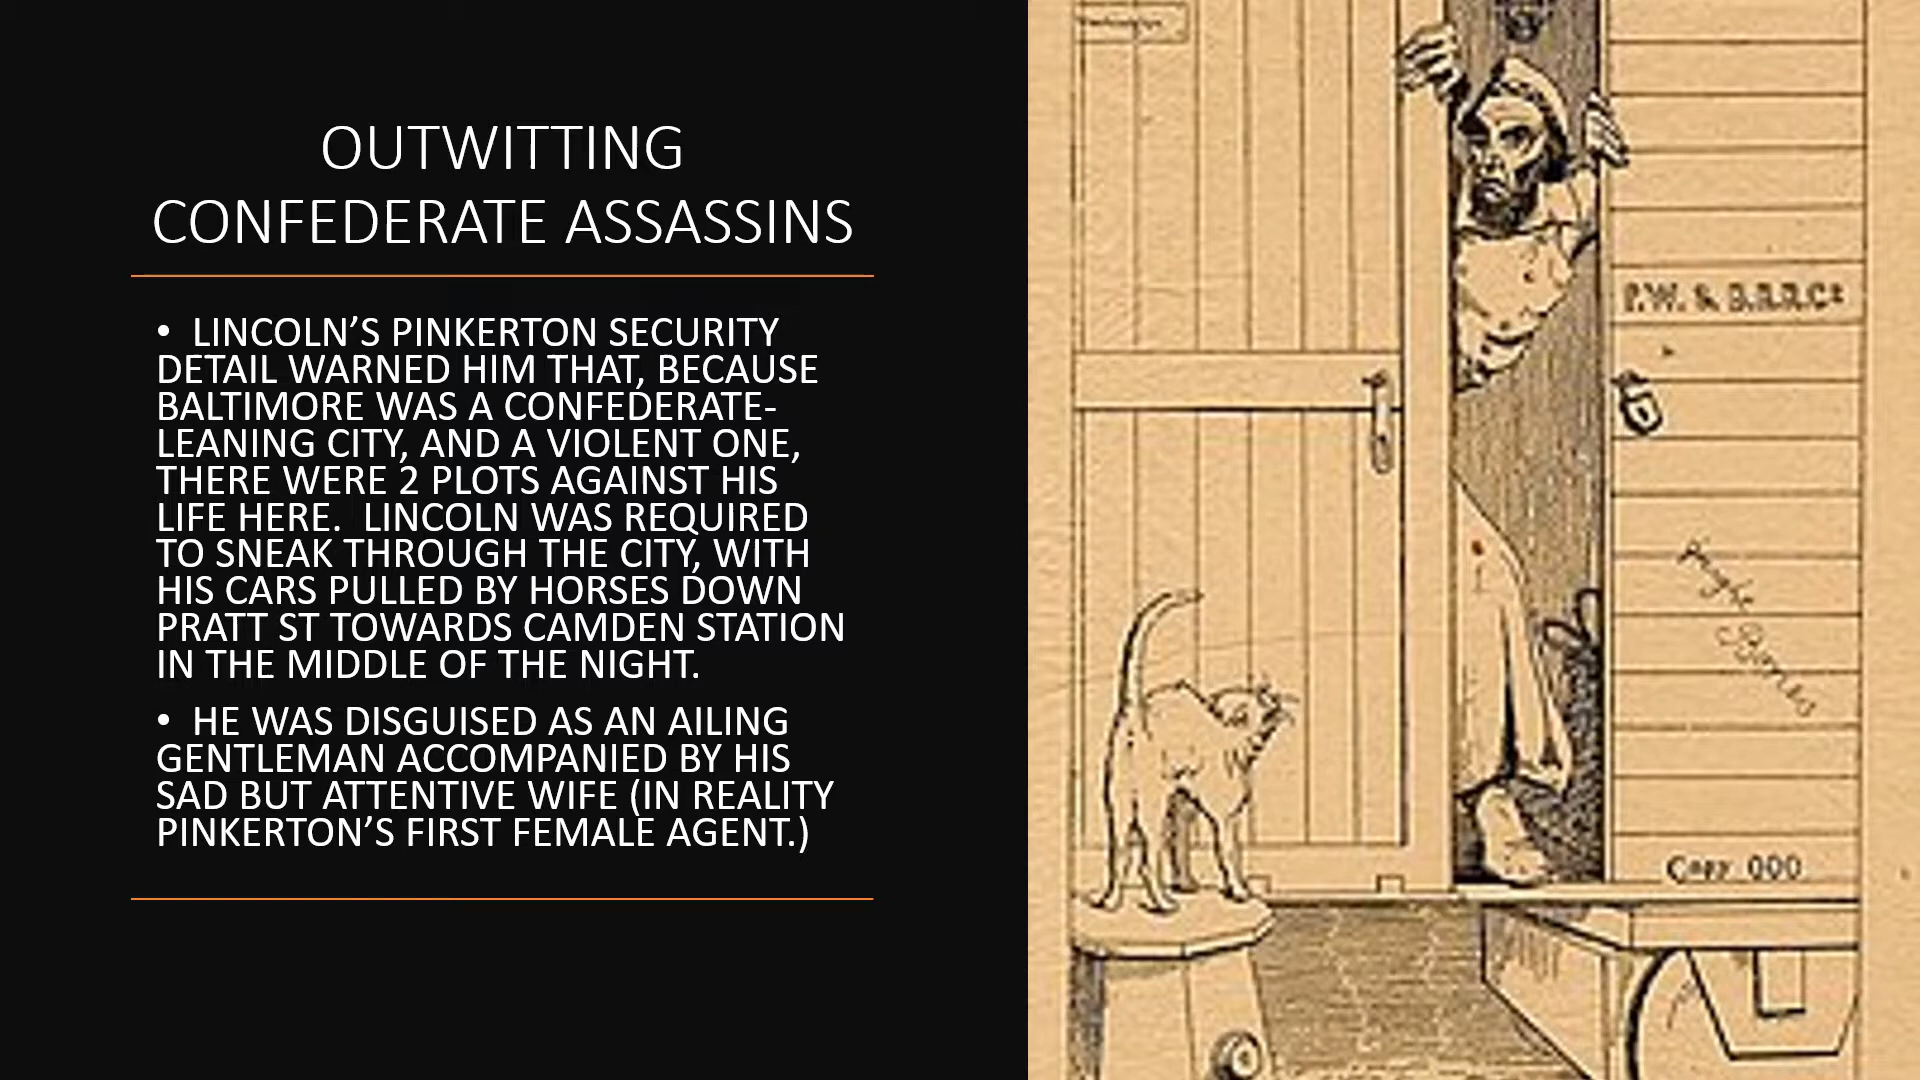 OUTWITTING
CONFEDERATE ASSASSINS
• LINCOLN’S PINKERTON SECURITY
DETAIL WARNED HIM THAT, BECAUSE
BALTIMORE WAS A CONFEDERATE-
LEANING CITY, AND A VIOLENT ONE,
THERE WERE 2 PLOTS AGAINST HIS
LIFE HERE.  LINCOLN WAS REQUIRED
TO SNEAK THROUGH THE CITY, WITH
HIS CARS PULLED BY HORSES DOWN
PRATT ST TOWARDS CAMDEN STATION
IN THE MIDDLE OF THE NIGHT.
• HE WAS DISGUISED AS AN AILING
GENTLEMAN ACCOMPANIED BY HIS
SAD BUT ATTENTIVE WIFE (IN REALITY
PINKERTON’S FIRST FEMALE AGENT.)
P.W. & B.R.R.Co
000